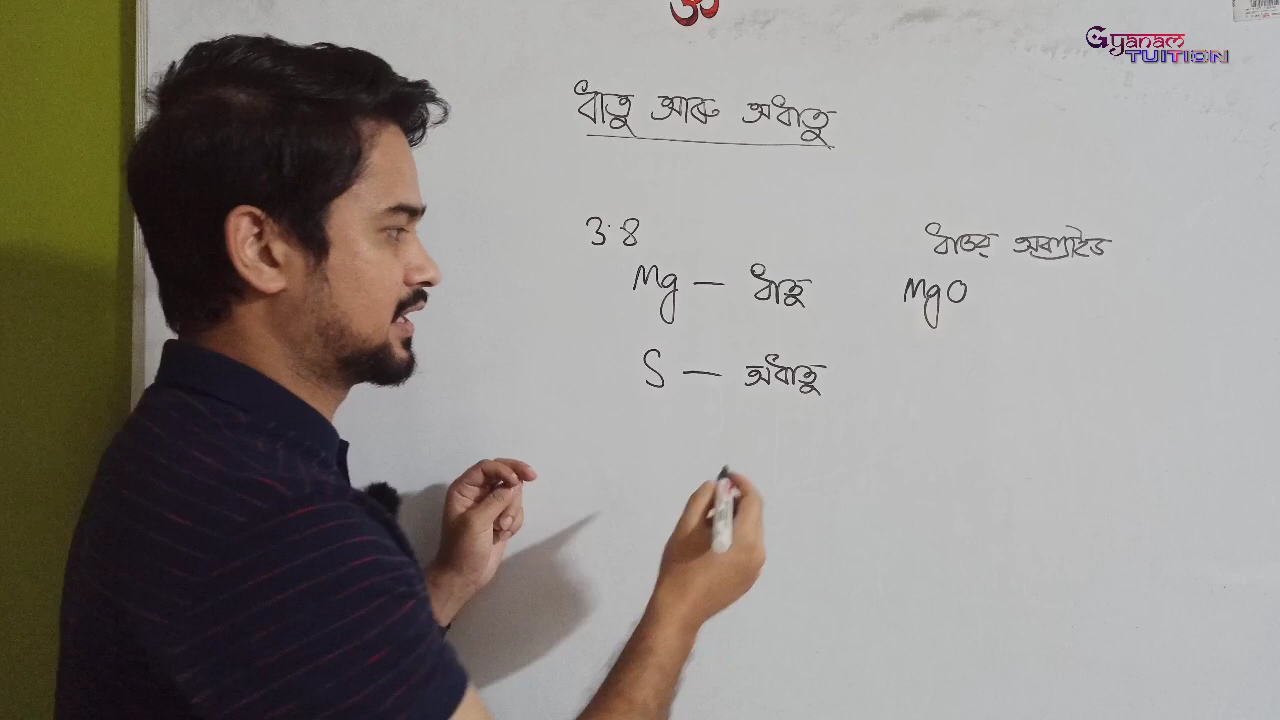 ॐ
Gyanam
TUITION
ধাতু আৰু অধাতু
3.8
ধাতুৰ অক্সাইড
Mg — ধাতু
MgO
S — অধাতু